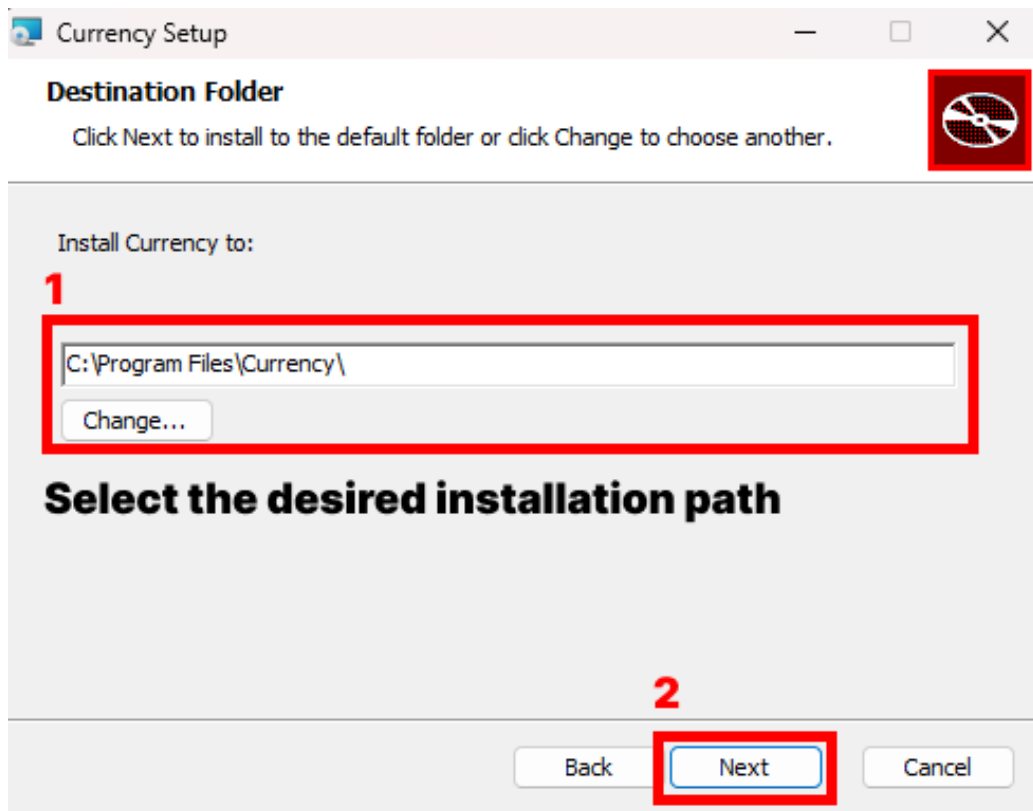 Currency Setup
Destination Folder
Click Next to install to the default folder or click Change to choose another.
Install Currency to:
1
C:\Program Files\Currency\
Change...
Select the desired installation path
2
Back Next Cancel